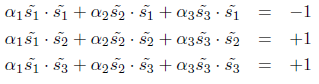 α₁s̃₁ · s̃₁ + α₂s̃₂ · s̃₁ + α₃s̃₃ · s̃₁ = −1
α₁s̃₁ · s̃₂ + α₂s̃₂ · s̃₂ + α₃s̃₃ · s̃₂ = +1
α₁s̃₁ · s̃₃ + α₂s̃₂ · s̃₃ + α₃s̃₃ · s̃₃ = +1